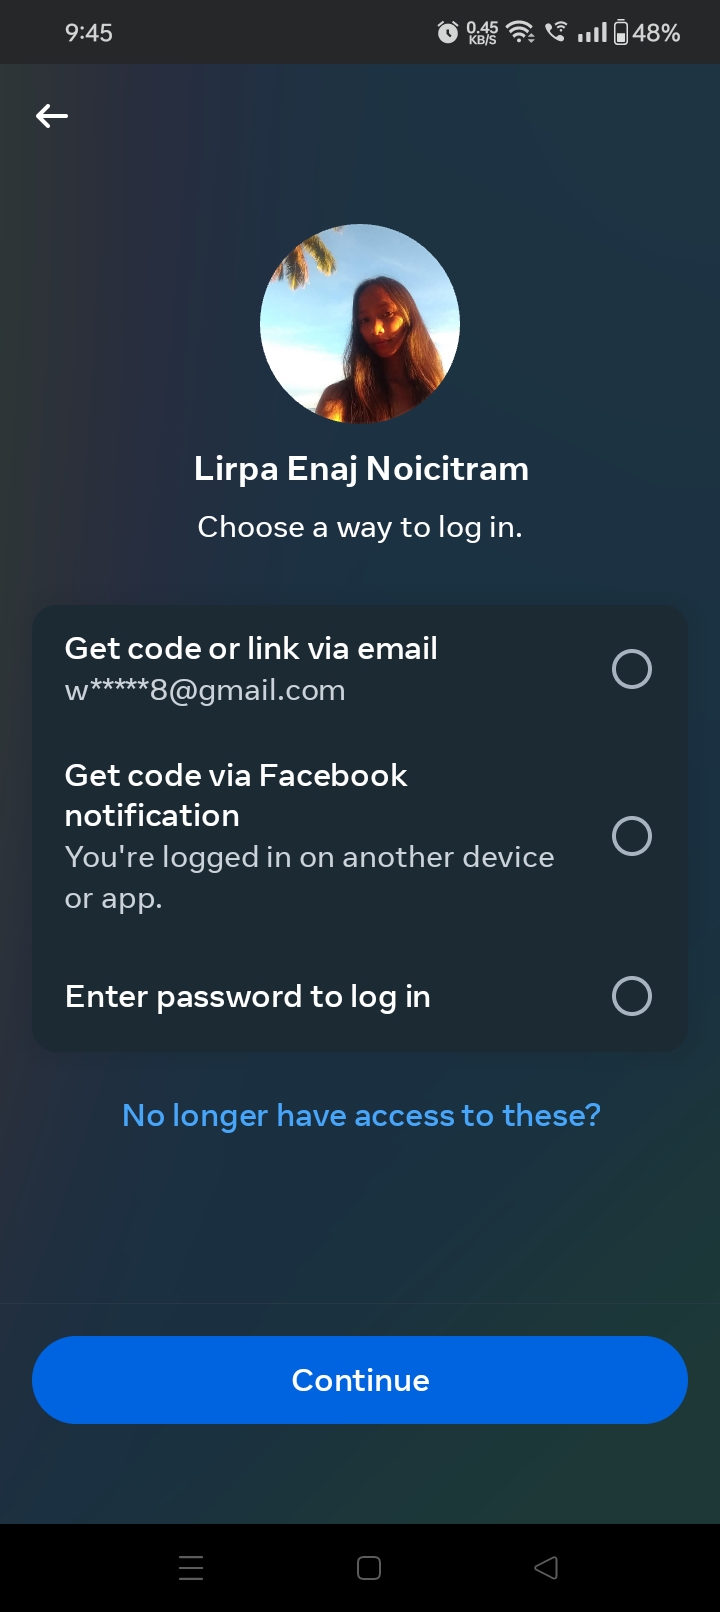 9:45
0.45
KB/S
48%
Lirpa Enaj Noicitram
Choose a way to log in.
Get code or link via email
w*****8@gmail.com
Get code via Facebook
notification
You're logged in on another device
or app.
Enter password to log in
No longer have access to these?
Continue